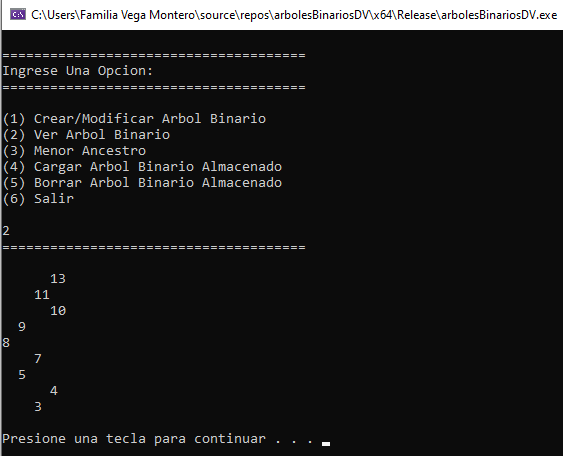 C:\Users\Familia Vega Montero\source\repos\arbolesBinariosDV\x64\Release\arbolesBinariosDV.exe
======================================
Ingrese Una Opcion:
======================================
(1) Crear/Modificar Arbol Binario
(2) Ver Arbol Binario
(3) Menor Ancestro
(4) Cargar Arbol Binario Almacenado
(5) Borrar Arbol Binario Almacenado
(6) Salir
2
======================================
      13
    11
      10
  9
8
    7
  5
      4
    3
Presione una tecla para continuar . . .